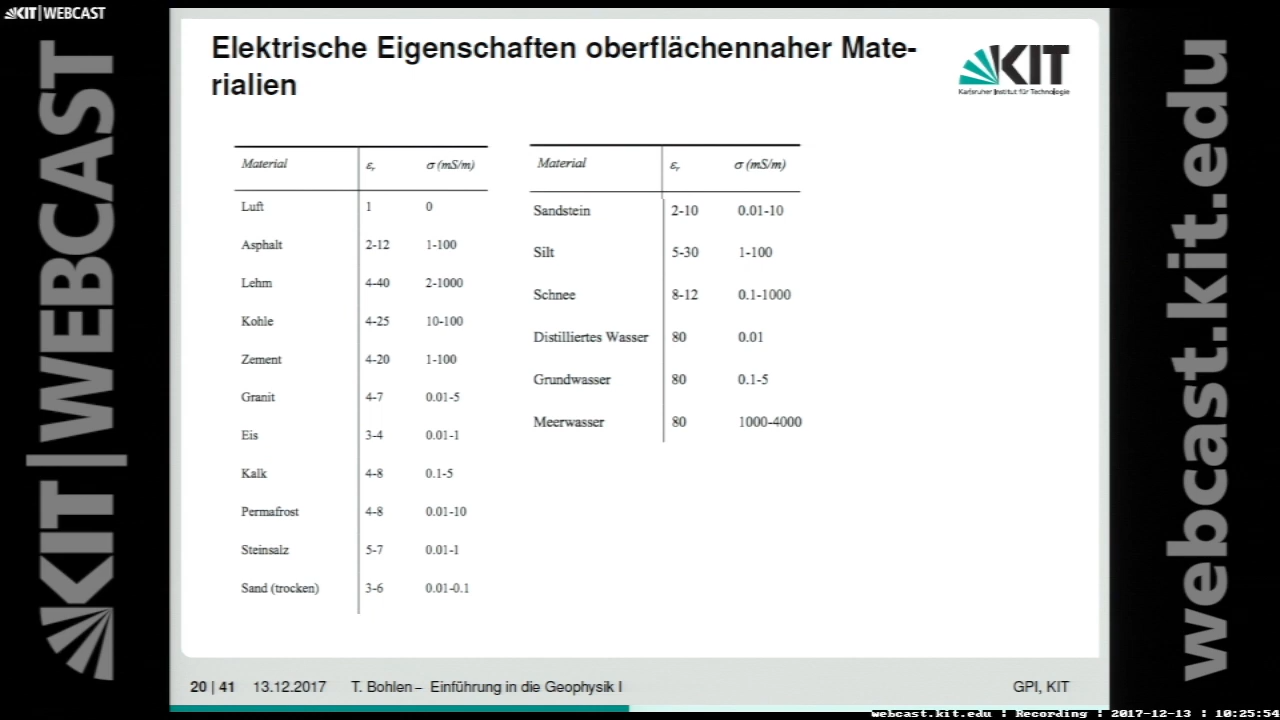 KIT|WEBCAST
KIT|WEBCAST
Elektrische Eigenschaften oberflächennaher Mate-
rialien
KIT
Karlsruher Institut für Technologie
Material εr σ (mS/m)
Luft 1 0
Asphalt 2-12 1-100
Lehm 4-40 2-1000
Kohle 4-25 10-100
Zement 4-20 1-100
Granit 4-7 0.01-5
Eis 3-4 0.01-1
Kalk 4-8 0.1-5
Permafrost 4-8 0.01-10
Steinsalz 5-7 0.01-1
Sand (trocken) 3-6 0.01-0.1
Material εr σ (mS/m)
Sandstein 2-10 0.01-10
Silt 5-30 1-100
Schnee 8-12 0.1-1000
Distilliertes Wasser 80 0.01
Grundwasser 80 0.1-5
Meerwasser 80 1000-4000
20 | 41 13.12.2017 T. Bohlen – Einführung in die Geophysik I GPI, KIT
webcast.kit.edu
webcast.kit.edu : Recording : 2017-12-13 : 10:25:54